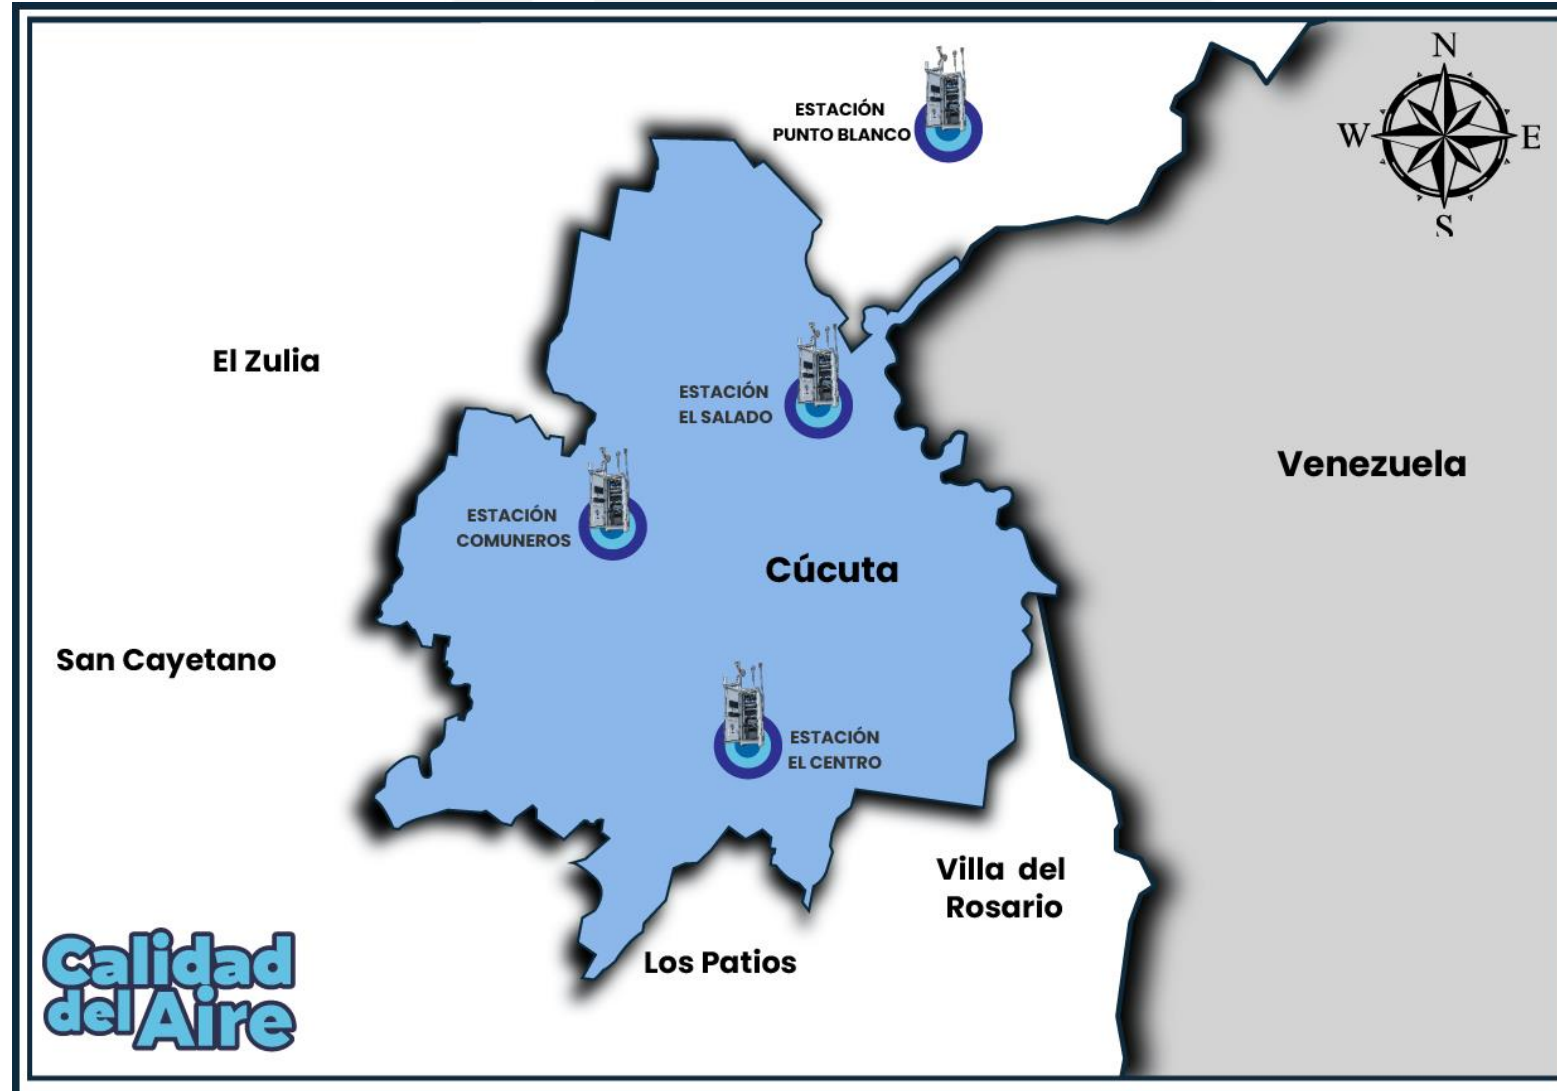 N
W
E
S
ESTACIÓN
PUNTO BLANCO
El Zulia
ESTACIÓN
EL SALADO
Venezuela
ESTACIÓN
COMUNEROS
Cúcuta
San Cayetano
ESTACIÓN
EL CENTRO
Villa del
Rosario
Los Patios
Calidad
del Aire